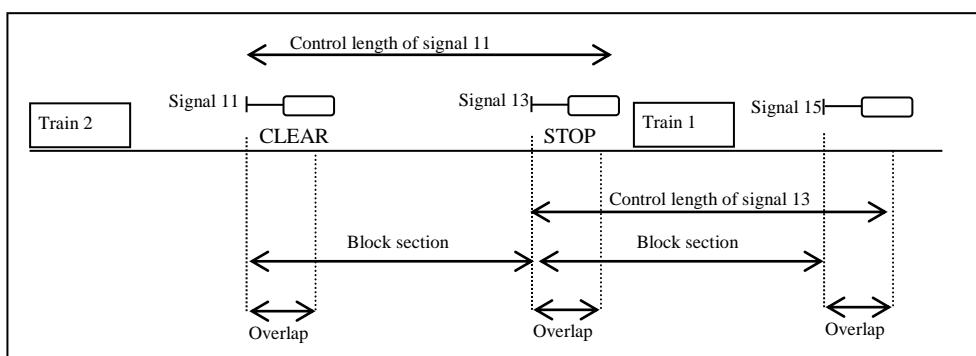 Control length of signal 11
Signal 11
Signal 13
Signal 15
Train 2
Train 1
CLEAR
STOP
Control length of signal 13
Block section
Block section
Overlap
Overlap
Overlap